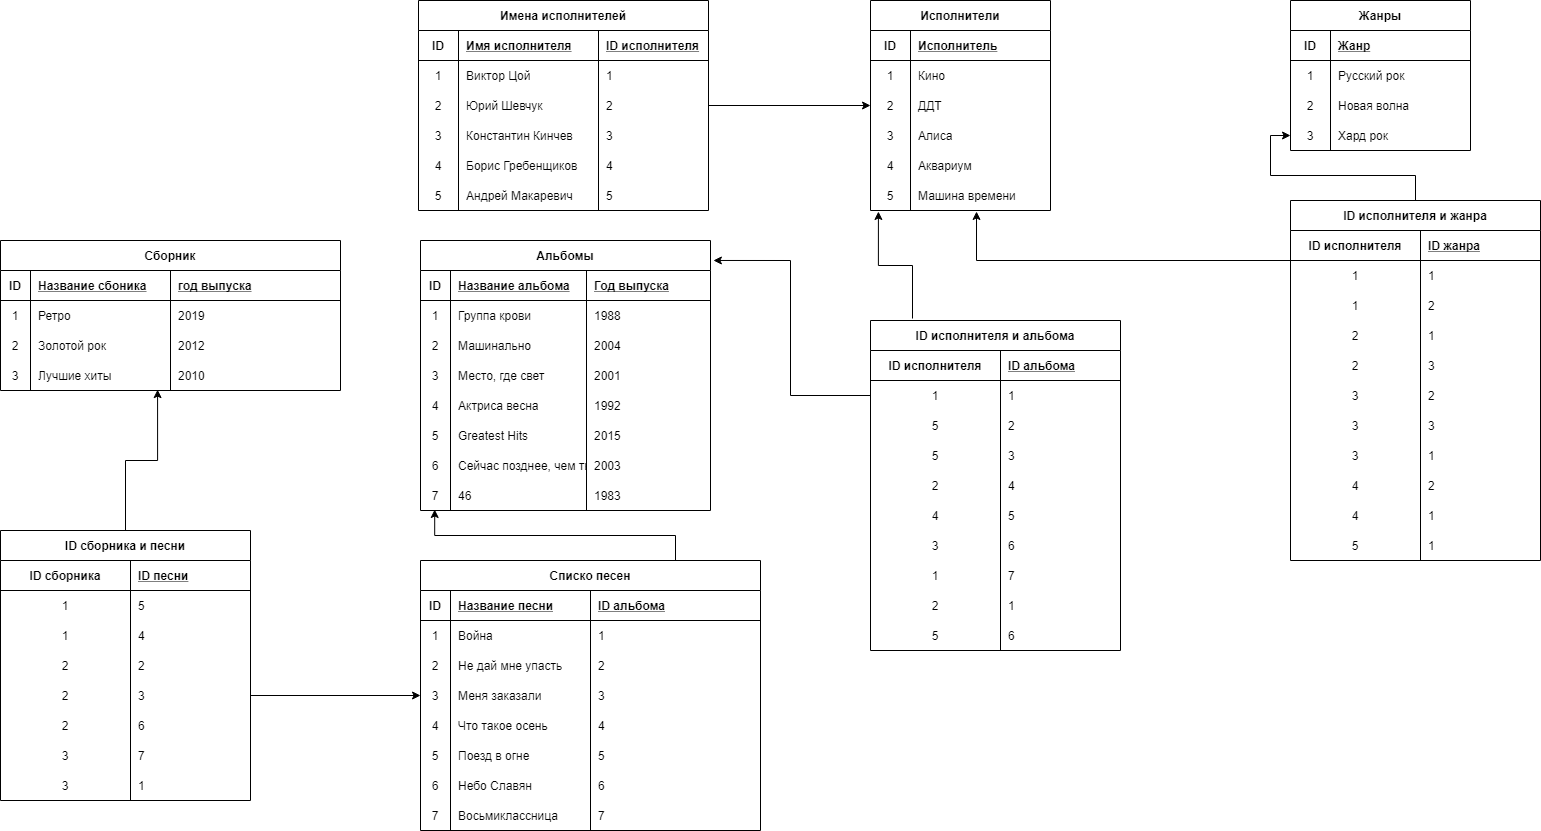 Имена исполнителей
ID Имя исполнителя ID исполнителя
1 Виктор Цой 1
2 Юрий Шевчук 2
3 Константин Кинчев 3
4 Борис Гребенщиков 4
5 Андрей Макаревич 5
Исполнители
ID Исполнитель
1 Кино
2 ДДТ
3 Алиса
4 Аквариум
5 Машина времени
Жанры
ID Жанр
1 Русский рок
2 Новая волна
3 Хард рок
Сборник
ID Название сбоника год выпуска
1 Ретро 2019
2 Золотой рок 2012
3 Лучшие хиты 2010
Альбомы
ID Название альбома Год выпуска
1 Группа крови 1988
2 Машинально 2004
3 Место, где свет 2001
4 Актриса весна 1992
5 Greatest Hits 2015
6 Сейчас позднее, чем 2003
7 46 1983
ID исполнителя и альбома
ID исполнителя ID альбома
1 1
5 2
5 3
2 4
4 5
3 6
1 7
2 1
5 6
ID исполнителя и жанра
ID исполнителя ID жанра
1 1
1 2
2 1
2 3
3 2
3 3
3 1
4 2
4 1
5 1
ID сборника и песни
ID сборника ID песни
1 5
1 4
2 2
2 3
2 6
3 7
3 1
Списко песен
ID Название песни ID альбома
1 Война 1
2 Не дай мне упасть 2
3 Меня заказали 3
4 Что такое осень 4
5 Поезд в огне 5
6 Небо Славян 6
7 Восьмиклассница 7